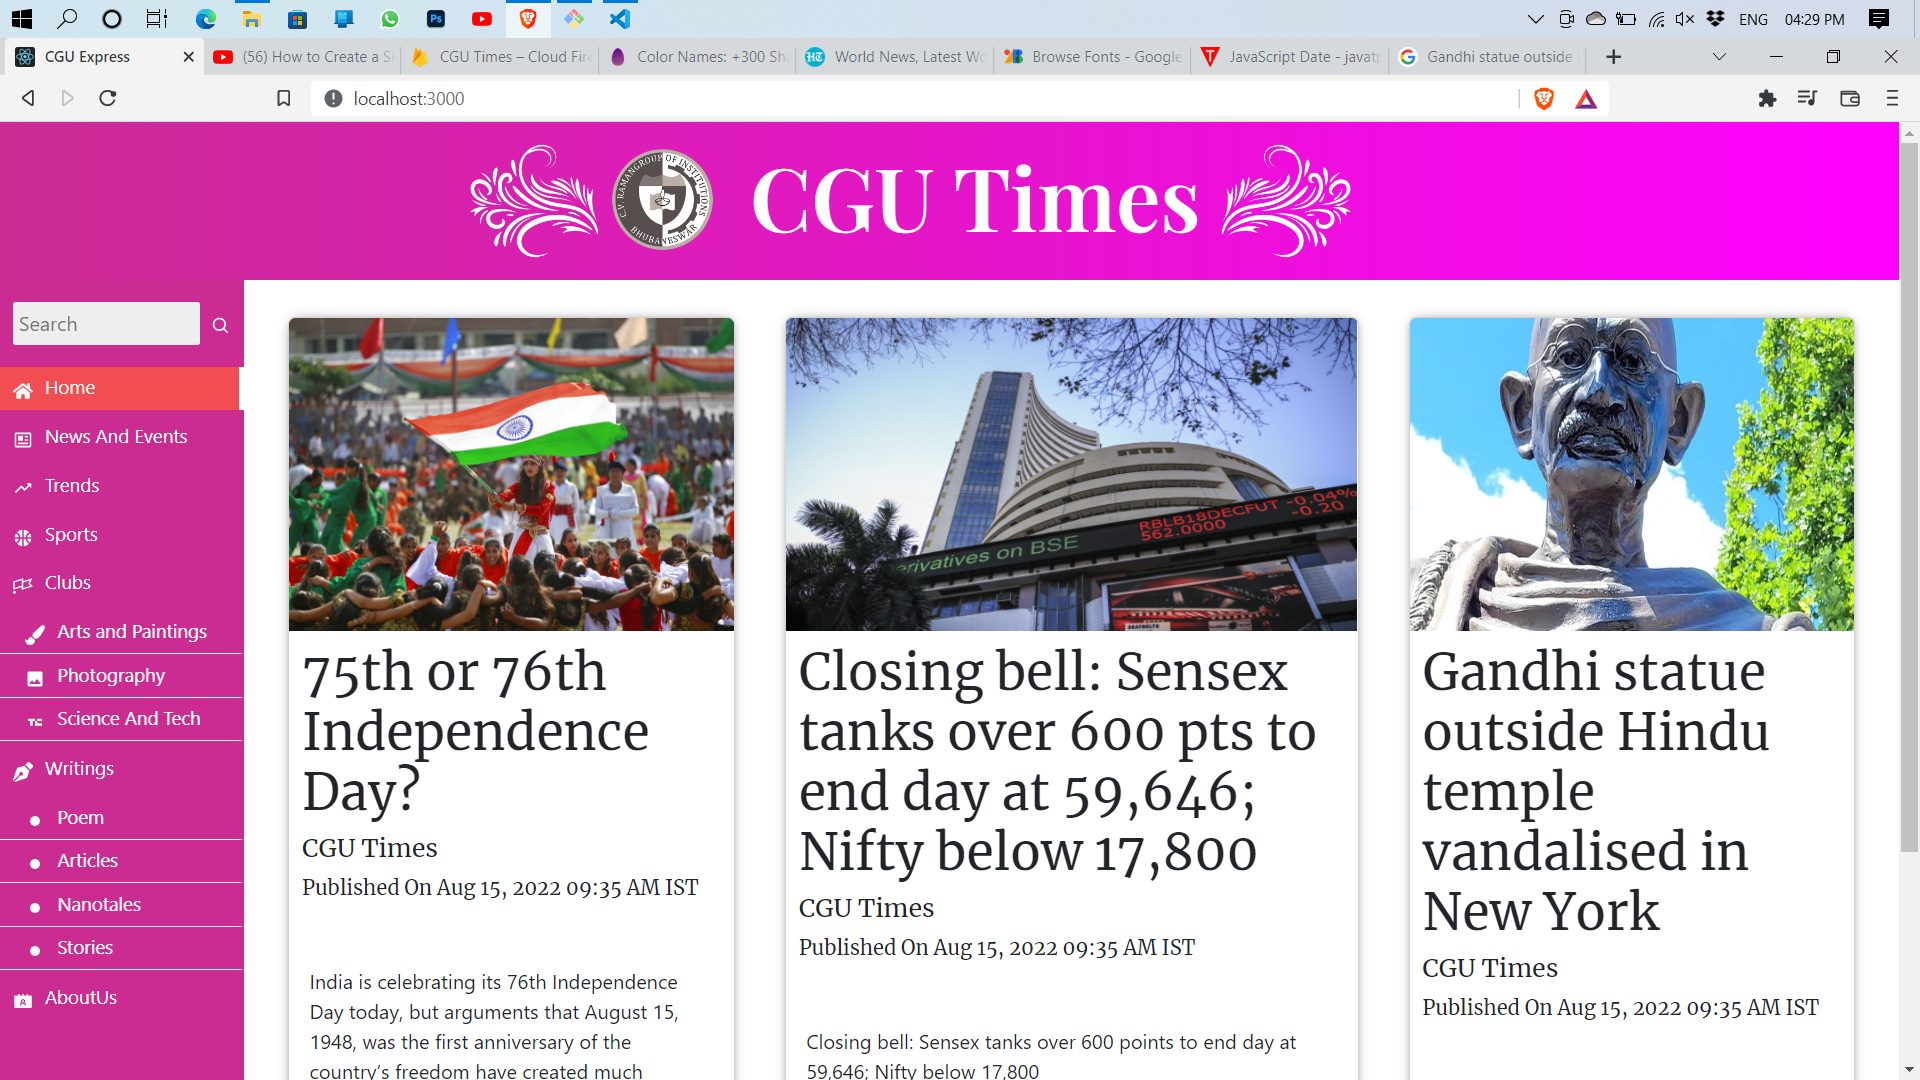 ENG 04:29 PM
CGU Express
(56) How to Create a Si
CGU Times – Cloud Fire
Color Names: +300 Sha
World News, Latest Wo
Browse Fonts - Google
JavaScript Date - javatp
Gandhi statue outside
localhost:3000
C.V. RAMAN GROUP OF INSTITUTIONS
BHUBANESWAR
CGU Times
Search
Home
News And Events
Trends
Sports
Clubs
Arts and Paintings
Photography
Science And Tech
Writings
Poem
Articles
Nanotales
Stories
AboutUs
75th or 76th
Independence
Day?
CGU Times
Published On Aug 15, 2022 09:35 AM IST
India is celebrating its 76th Independence
Day today, but arguments that August 15,
1948, was the first anniversary of the
country's freedom have created much
RBLB18DECFUT -0.04%
562.0000 -0.20
erivatives on BSE
Closing bell: Sensex
tanks over 600 pts to
end day at 59,646;
Nifty below 17,800
CGU Times
Published On Aug 15, 2022 09:35 AM IST
Closing bell: Sensex tanks over 600 points to end day at
59,646; Nifty below 17,800
Gandhi statue
outside Hindu
temple
vandalised in
New York
CGU Times
Published On Aug 15, 2022 09:35 AM IST